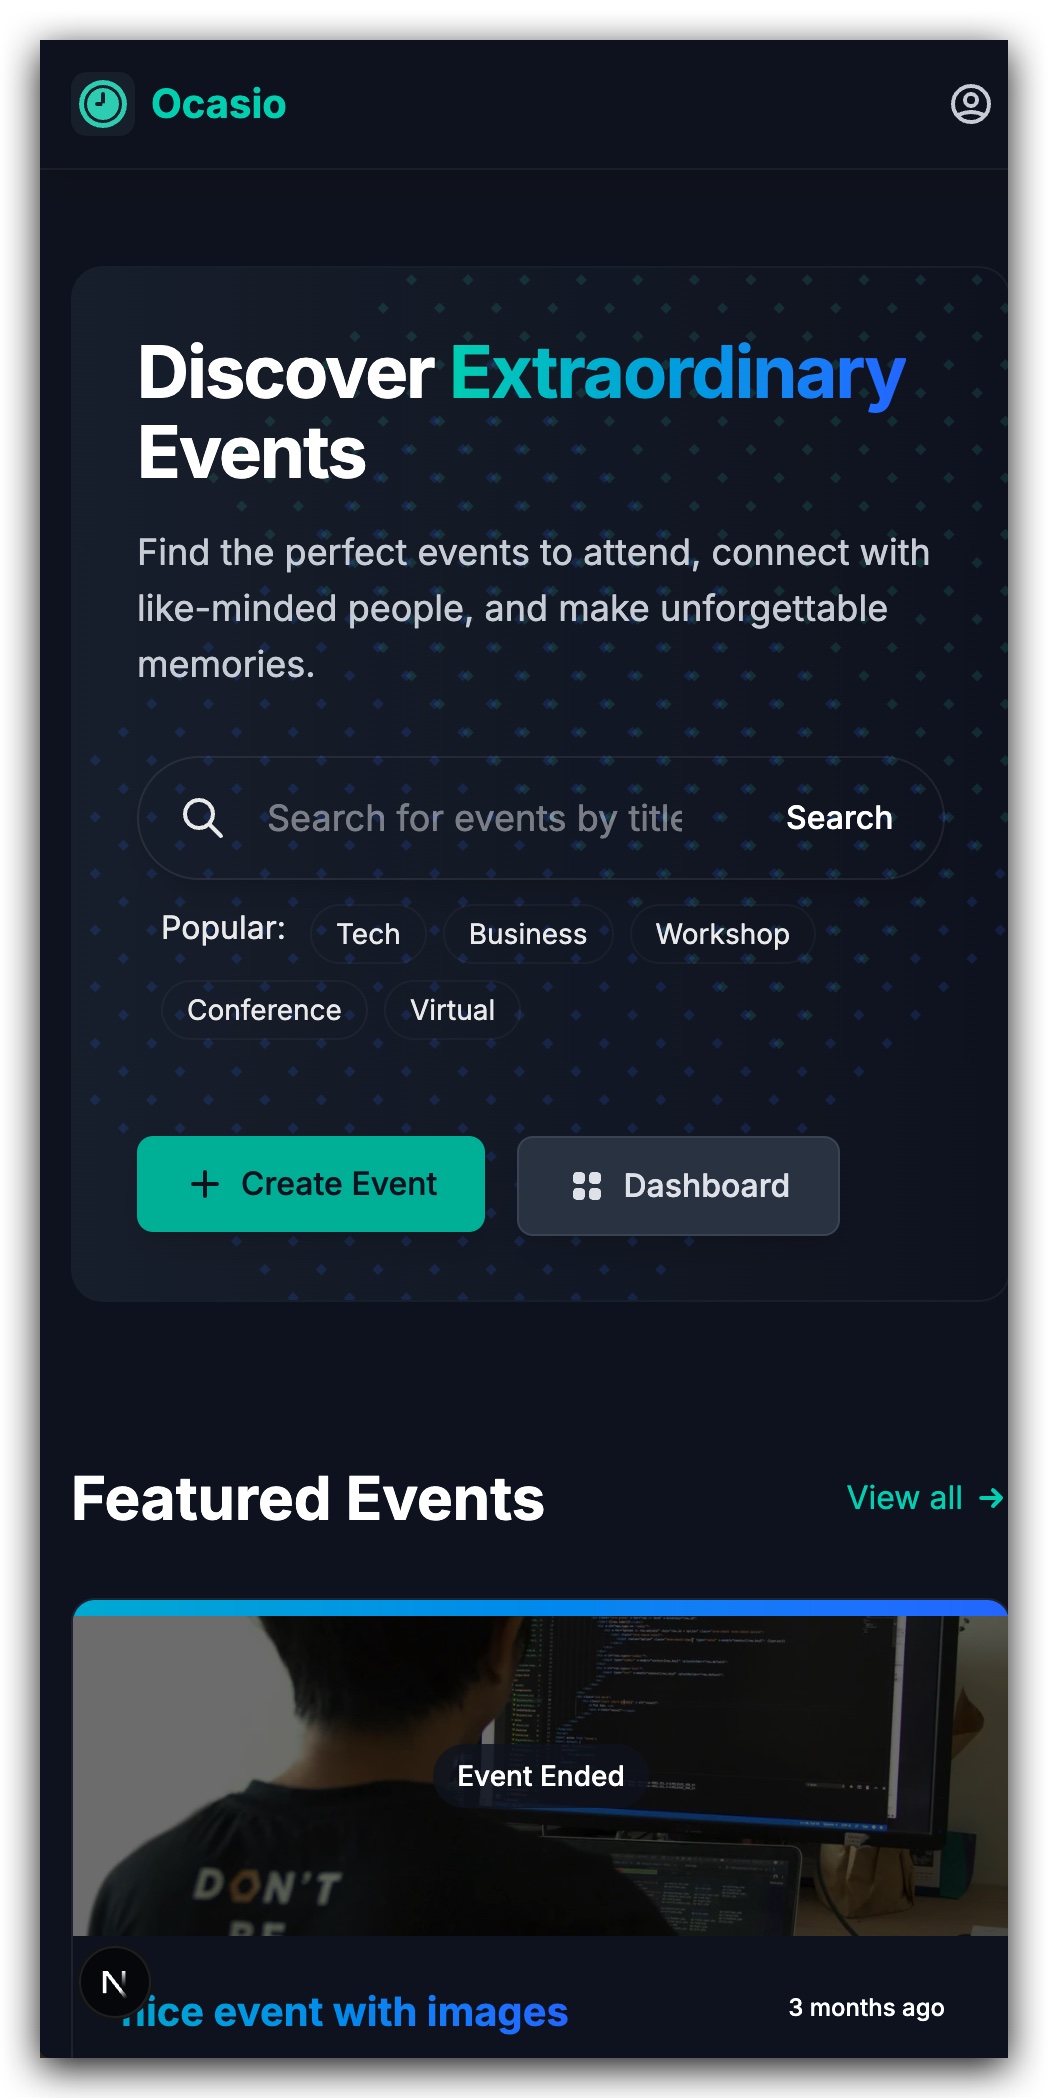 Ocasio
Discover Extraordinary
Events
Find the perfect events to attend, connect with
like-minded people, and make unforgettable
memories.
Search for events by title
Search
Popular:
Tech
Business
Workshop
Conference
Virtual
Create Event
Dashboard
Featured Events
View all →
Event Ended
DON'T
BE
N
nice event with images
3 months ago